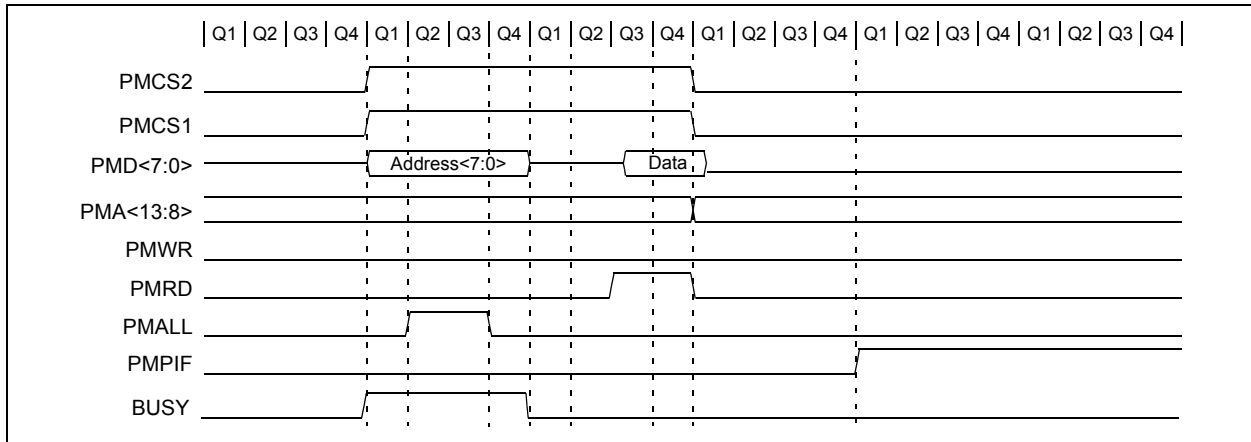 Q1 Q2 Q3 Q4 Q1 Q2 Q3 Q4 Q1 Q2 Q3 Q4 Q1 Q2 Q3 Q4 Q1 Q2 Q3 Q4 Q1 Q2 Q3 Q4
PMCS2
PMCS1
PMD<7:0> Address<7:0> Data
PMA<13:8>
PMWR
PMRD
PMALL
PMPIF
BUSY